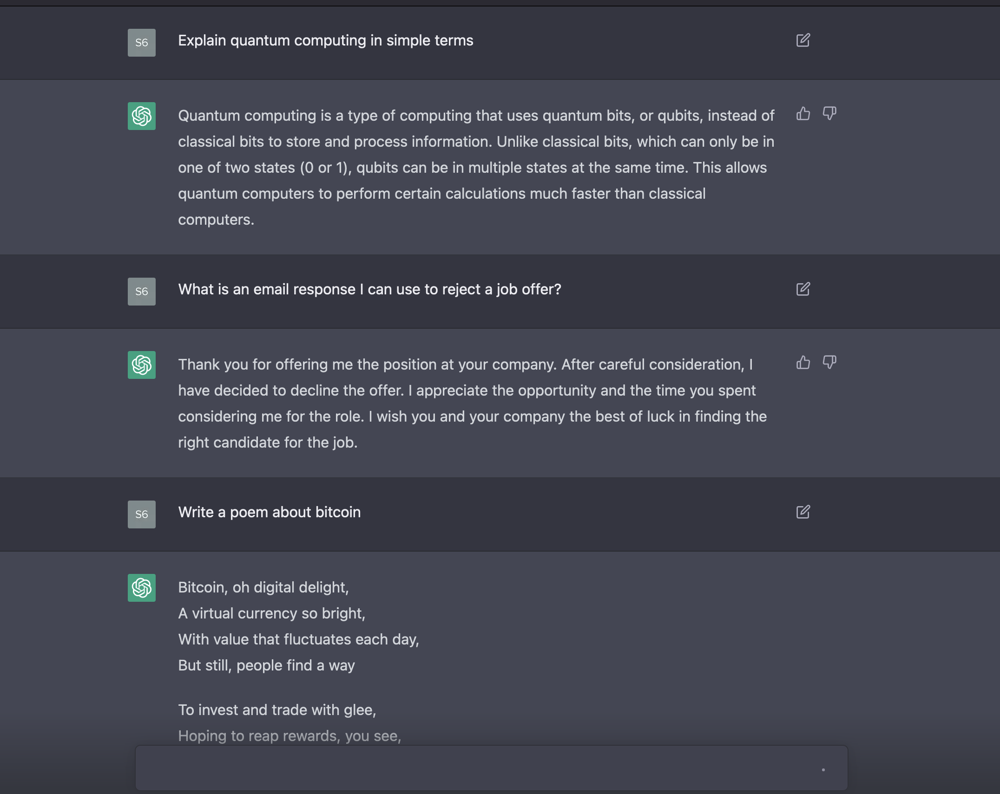 S6
Explain quantum computing in simple terms
Quantum computing is a type of computing that uses quantum bits, or qubits, instead of
classical bits to store and process information. Unlike classical bits, which can only be in
one of two states (0 or 1), qubits can be in multiple states at the same time. This allows
quantum computers to perform certain calculations much faster than classical
computers.
S6
What is an email response I can use to reject a job offer?
Thank you for offering me the position at your company. After careful consideration, I
have decided to decline the offer. I appreciate the opportunity and the time you spent
considering me for the role. I wish you and your company the best of luck in finding the
right candidate for the job.
S6
Write a poem about bitcoin
Bitcoin, oh digital delight,
A virtual currency so bright,
With value that fluctuates each day,
But still, people find a way
To invest and trade with glee,
Hoping to reap rewards, you see,